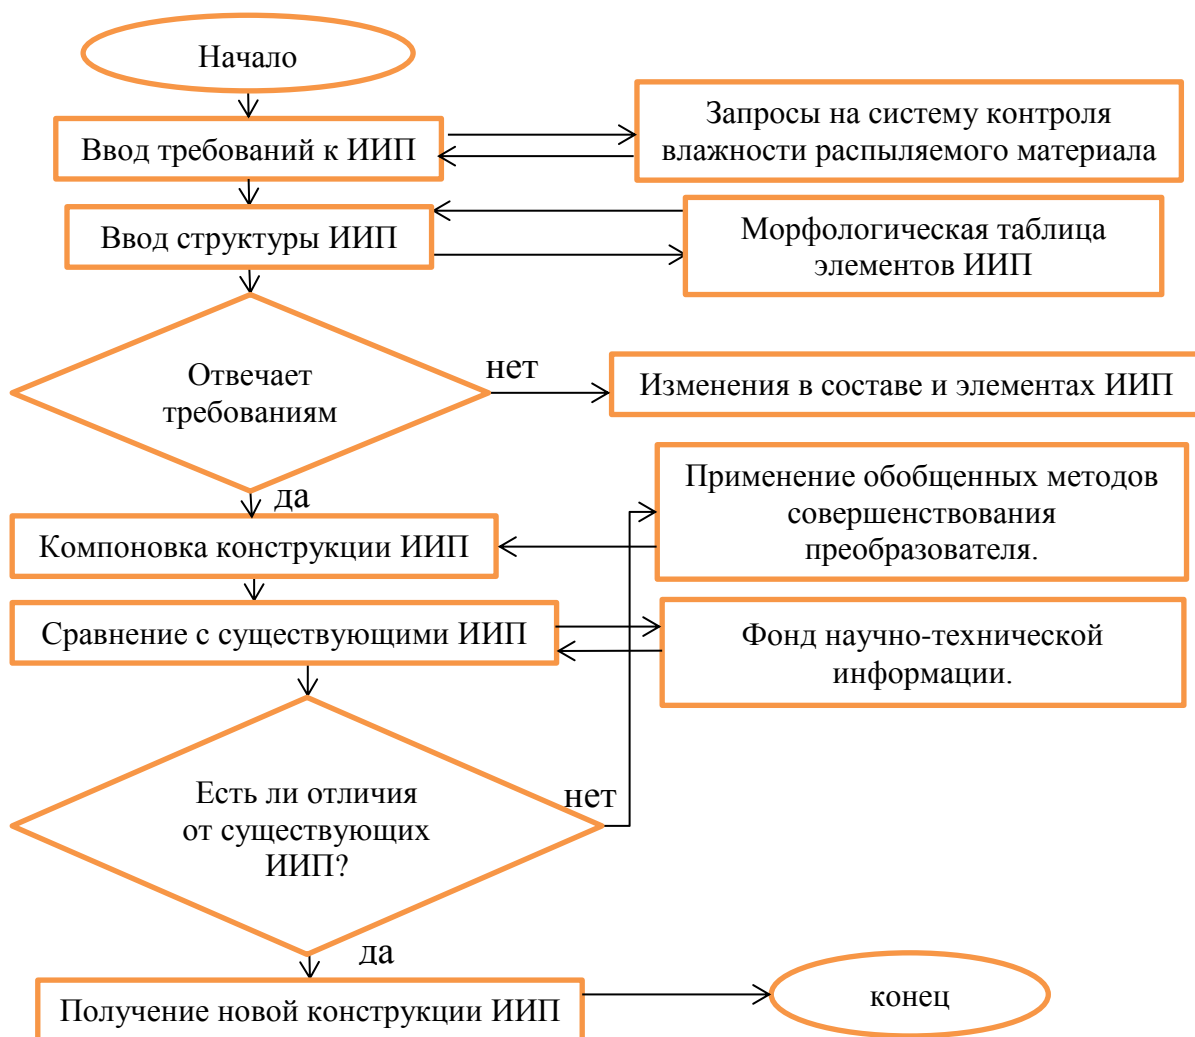 Начало
Ввод требований к ИИП
Запросы на систему контроля
влажности распыляемого материала
Ввод структуры ИИП
Морфологическая таблица
элементов ИИП
Отвечает
требованиям
нет
Изменения в составе и элементах ИИП
да
Применение обобщенных методов
совершенствования
преобразователя.
Компоновка конструкции ИИП
Сравнение с существующими ИИП
Фонд научно-технической
информации.
Есть ли отличия
от существующих
ИИП?
нет
да
Получение новой конструкции ИИП
конец